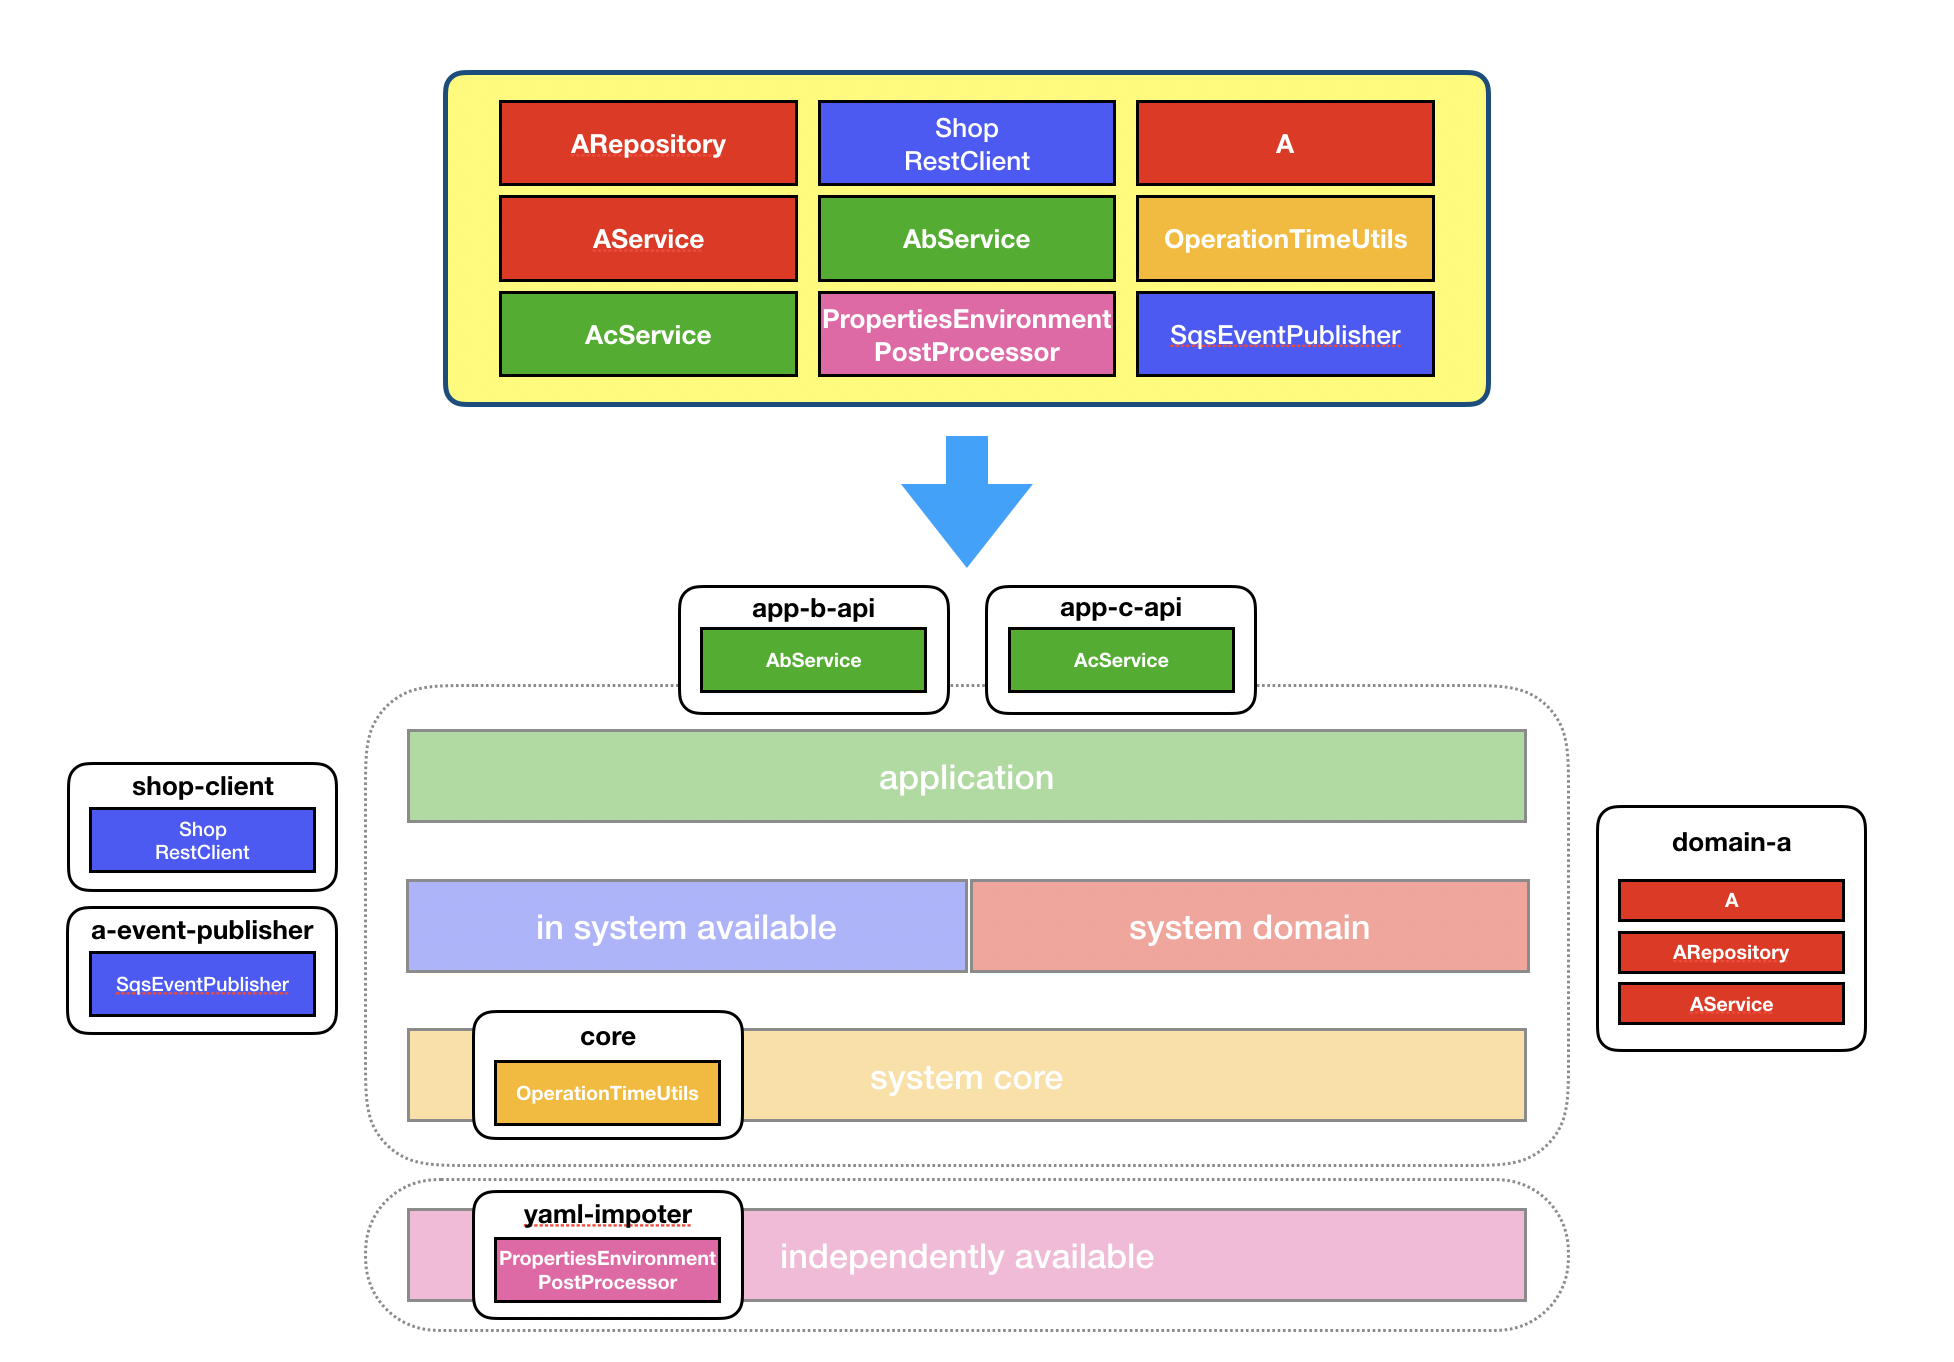 ARepository
Shop
RestClient
A
AService
AbService
OperationTimeUtils
AcService
PropertiesEnvironment
PostProcessor
SqsEventPublisher
app-b-api
AbService
app-c-api
AcService
application
shop-client
Shop
RestClient
a-event-publisher
SqsEventPublisher
in system available
system domain
domain-a
A
ARepository
AService
core
OperationTimeUtils
system core
yaml-impoter
PropertiesEnvironment
PostProcessor
independently available